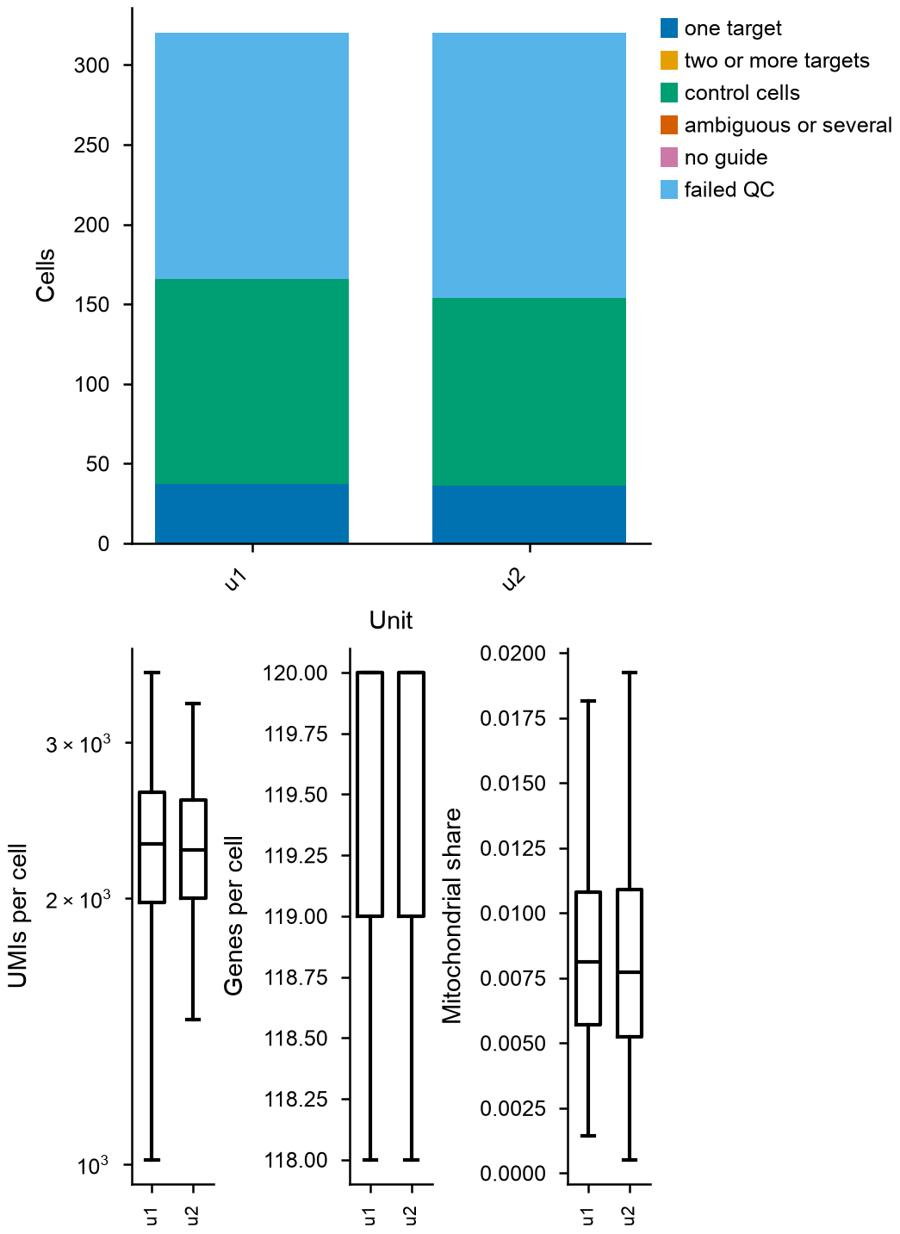 one target
two or more targets
control cells
ambiguous or several
no guide
failed QC
Cells
300
250
200
150
100
50
0
u1
u2
Unit
UMIs per cell
3 × 10³
2 × 10³
10³
u1
u2
Genes per cell
120.00
119.75
119.50
119.25
119.00
118.75
118.50
118.25
118.00
u1
u2
Mitochondrial share
0.0200
0.0175
0.0150
0.0125
0.0100
0.0075
0.0050
0.0025
0.0000
u1
u2